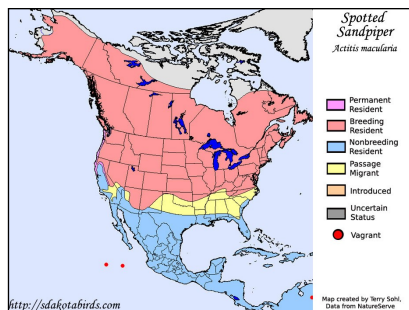 Spotted
Sandpiper
Actitis macularia
Permanent
Resident
Breeding
Resident
Nonbreeding
Resident
Passage
Migrant
Introduced
Uncertain
Status
Vagrant
Map created by Terry Sohl,
Data from NatureServe
http://sdakotabirds.com